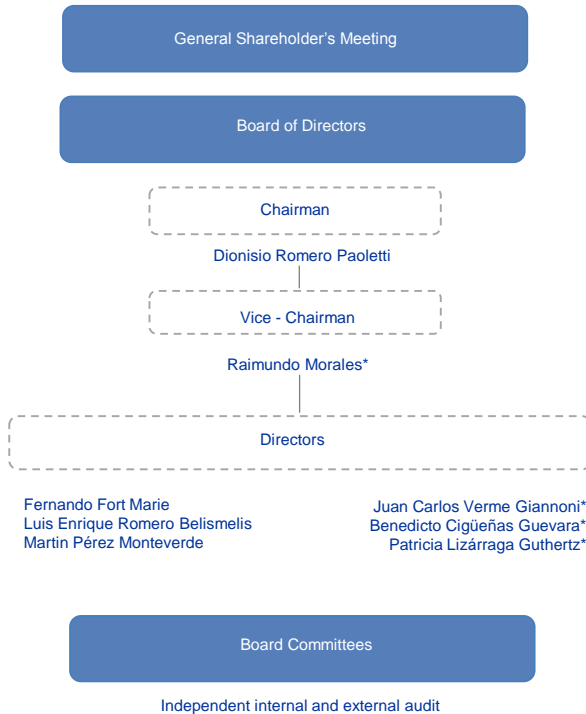 General Shareholder's Meeting
Board of Directors
Chairman
Dionisio Romero Paoletti
Vice - Chairman
Raimundo Morales*
Directors
Fernando Fort Marie
Luis Enrique Romero Belismelis
Martin Pérez Monteverde
Juan Carlos Verme Giannoni*
Benedicto Cigüeñas Guevara*
Patricia Lizárraga Guthertz*
Board Committees
Independent internal and external audit